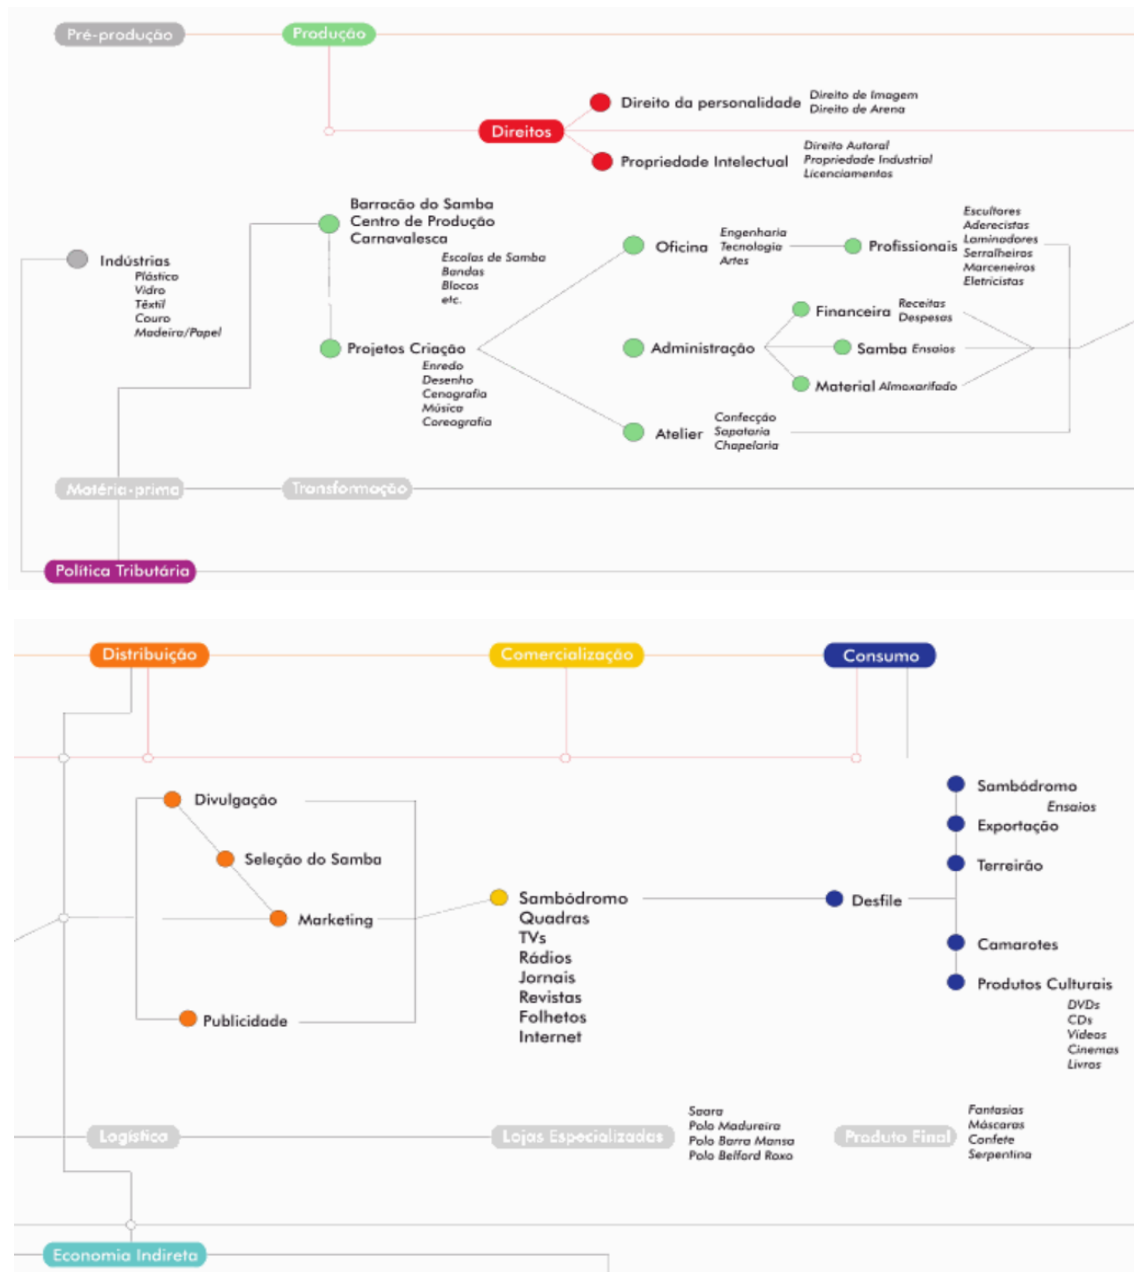 Pré-produção
Produção
Direitos
Direito da personalidade
Direito de Imagem
Direito de Arena
Propriedade Intelectual
Direito Autoral
Propriedade Industrial
Licenciamentos
Indústrias
Plástico
Vidro
Têxtil
Couro
Madeira/Papel
Barracão do Samba
Centro de Produção
Carnavalesca
Escolas de Samba
Bandas
Blocos
etc.
Projetos Criação
Enredo
Desenho
Cenografia
Música
Coreografia
Oficina
Engenharia
Tecnologia
Artes
Profissionais
Escultores
Aderecistas
Laminadores
Serralheiros
Marceneiros
Eletricistas
Administração
Financeira
Receitas
Despesas
Samba Ensaios
Material Almoxarifado
Atelier
Confecção
Sapataria
Chapelaria
Matéria-prima
Transformação
Política Tributária
Distribuição
Comercialização
Consumo
Divulgação
Seleção do Samba
Marketing
Publicidade
Sambódromo
Quadras
TVs
Rádios
Jornais
Revistas
Folhetos
Internet
Desfile
Sambódromo
Ensaios
Exportação
Terreirão
Camarotes
Produtos Culturais
DVDs
CDs
Vídeos
Cinemas
Livros
Logística
Lojas Especializadas
Saara
Polo Madureira
Polo Barra Mansa
Polo Belford Roxo
Produto Final
Fantasias
Máscaras
Confete
Serpentina
Economia Indireta